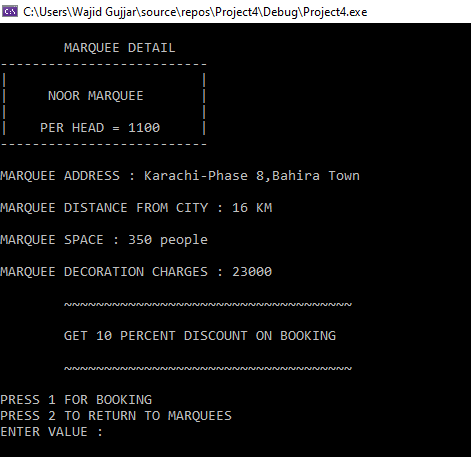 C:\Users\Wajid Gujjar\source\repos\Project4\Debug\Project4.exe
MARQUEE DETAIL
--------------------------
|                        |
|     NOOR MARQUEE       |
|                        |
|    PER HEAD = 1100     |
--------------------------
MARQUEE ADDRESS : Karachi-Phase 8,Bahira Town
MARQUEE DISTANCE FROM CITY : 16 KM
MARQUEE SPACE : 350 people
MARQUEE DECORATION CHARGES : 23000
~~~~~~~~~~~~~~~~~~~~~~~~~~~~~~~~~~~~
GET 10 PERCENT DISCOUNT ON BOOKING
~~~~~~~~~~~~~~~~~~~~~~~~~~~~~~~~~~~~
PRESS 1 FOR BOOKING
PRESS 2 TO RETURN TO MARQUEES
ENTER VALUE :